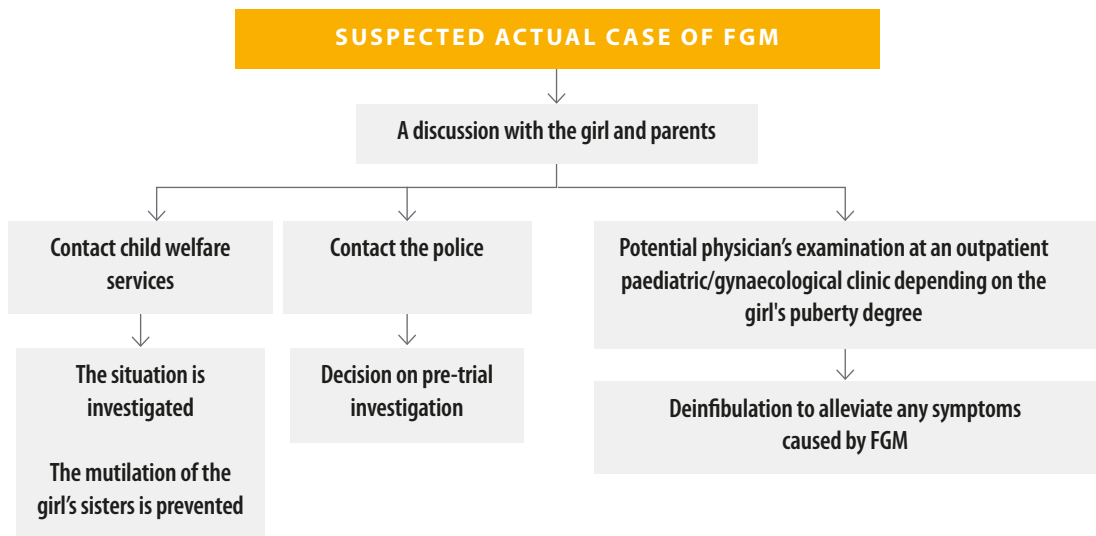 SUSPECTED ACTUAL CASE OF FGM
A discussion with the girl and parents
Contact child welfare
services
Contact the police
Potential physician’s examination at an outpatient
paediatric/gynaecological clinic depending on the
girl's puberty degree
The situation is
investigated
The mutilation of the
girl’s sisters is prevented
Decision on pre-trial
investigation
Deinfibulation to alleviate any symptoms
caused by FGM